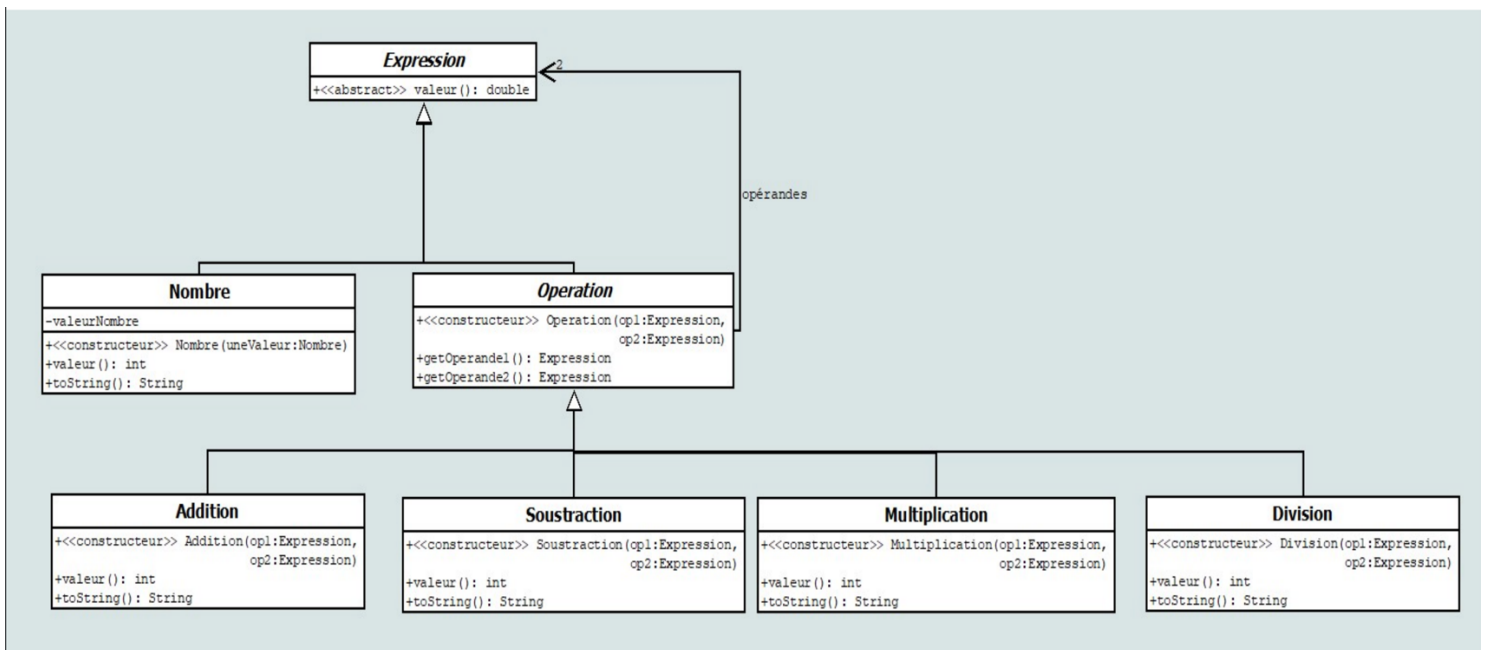 Expression
+<<abstract>> valeur(): double
2
opérandes
Nombre
-valeurNombre
+<<constructeur>> Nombre(uneValeur:Nombre)
+valeur(): int
+toString(): String
Operation
+<<constructeur>> Operation(op1:Expression,
op2:Expression)
+getOperande1(): Expression
+getOperande2(): Expression
Addition
+<<constructeur>> Addition(op1:Expression,
op2:Expression)
+valeur(): int
+toString(): String
Soustraction
+<<constructeur>> Soustraction(op1:Expression,
op2:Expression)
+valeur(): int
+toString(): String
Multiplication
+<<constructeur>> Multiplication(op1:Expression,
op2:Expression)
+valeur(): int
+toString(): String
Division
+<<constructeur>> Division(op1:Expression,
op2:Expression)
+valeur(): int
+toString(): String